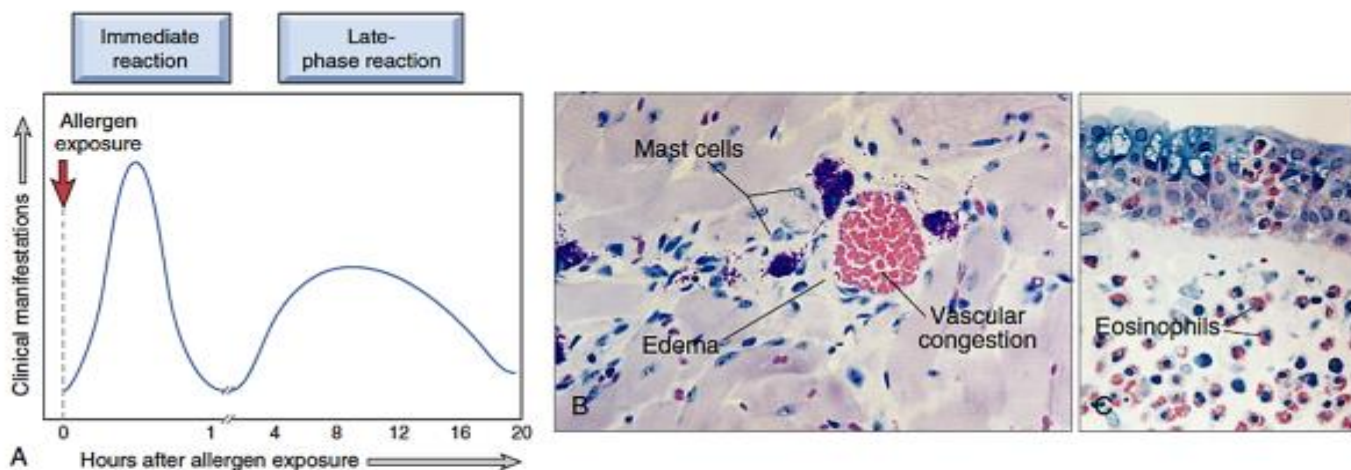 Immediate
reaction
Late-
phase reaction
Clinical manifestations
Allergen
exposure
0 1 4 8 12 16 20
Hours after allergen exposure
A
Mast cells
Edema
Vascular
congestion
B
Eosinophils
C